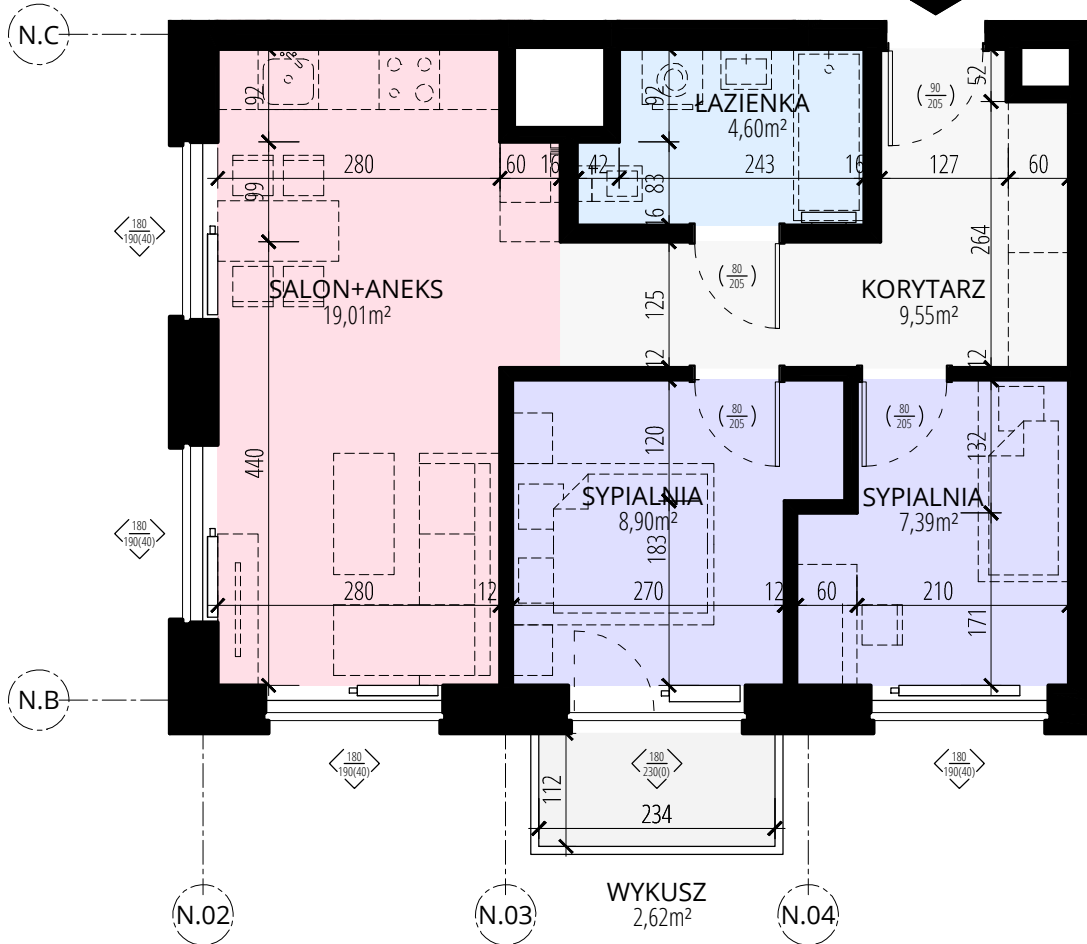 N.C
92
52
90
205
92
ŁAZIENKA
4,60m²
280
60
16
42
243
16
127
60
99
83
180
190(40)
16
264
80
205
SALON+ANEKS
19,01m²
125
KORYTARZ
9,55m²
12
12
80
205
80
205
440
120
132
SYPIALNIA
8,90m²
SYPIALNIA
7,39m²
180
190(40)
183
280
12
270
12
60
210
171
N.B
180
190(40)
180
230(0)
180
190(40)
112
234
WYKUSZ
2,62m²
N.02
N.03
N.04